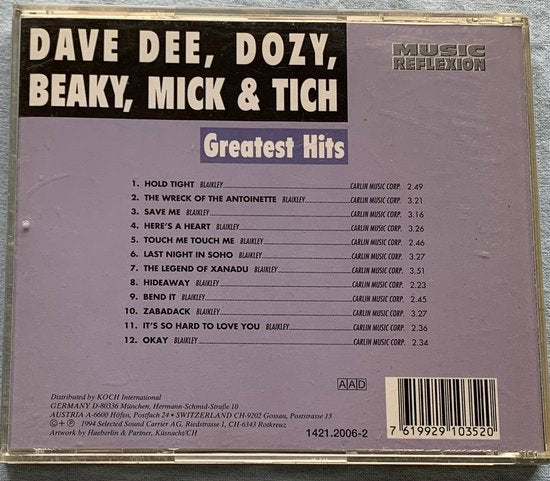 DAVE DEE, DOZY,
BEAKY, MICK & TICH
MUSIC
REFLEXION
Greatest Hits
1. HOLD TIGHT BLAIKLEY CARLIN MUSIC CORP. 2.49
2. THE WRECK OF THE ANTOINETTE BLAIKLEY CARLIN MUSIC CORP. 3.21
3. SAVE ME BLAIKLEY CARLIN MUSIC CORP. 3.16
4. HERE'S A HEART BLAIKLEY CARLIN MUSIC CORP. 3.26
5. TOUCH ME TOUCH ME BLAIKLEY CARLIN MUSIC CORP. 2.46
6. LAST NIGHT IN SOHO BLAIKLEY CARLIN MUSIC CORP. 3.27
7. THE LEGEND OF XANADU BLAIKLEY CARLIN MUSIC CORP. 3.51
8. HIDEAWAY BLAIKLEY CARLIN MUSIC CORP. 2.23
9. BEND IT BLAIKLEY CARLIN MUSIC CORP. 2.45
10. ZABADACK BLAIKLEY CARLIN MUSIC CORP. 3.27
11. IT'S SO HARD TO LOVE YOU BLAIKLEY CARLIN MUSIC CORP. 2.36
12. OKAY BLAIKLEY CARLIN MUSIC CORP. 2.34
AAD
Distributed by KOCH International
GERMANY D-80336 München, Hermann-Schmid-Straße 10
AUSTRIA A-6600 Höfen, Postfach 24 • SWITZERLAND CH-9202 Gossau, Poststrasse 13
© + ℗ 1994 Selected Sound Carrier AG, Riedstrasse 1, CH-6343 Rotkreuz
Artwork by Haeberlin & Partner, Küsnacht/CH
1421.2006-2
7 619929 103520